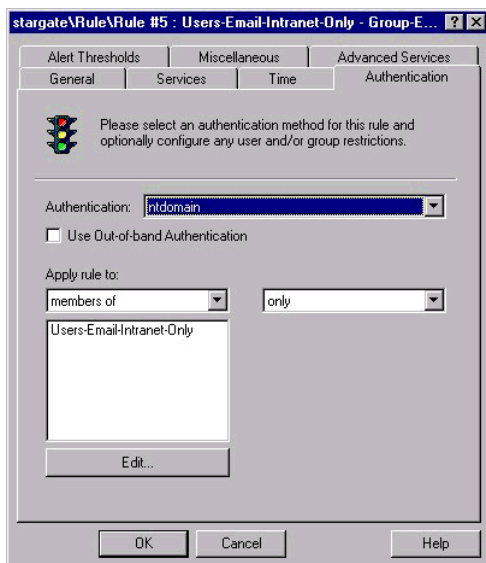 stargate\Rule\Rule #5 : Users-Email-Intranet-Only - Group-E...
Alert Thresholds Miscellaneous Advanced Services
General Services Time Authentication
Please select an authentication method for this rule and
optionally configure any user and/or group restrictions.
Authentication: ntdomain
Use Out-of-band Authentication
Apply rule to:
members of only
Users-Email-Intranet-Only
Edit...
OK Cancel Help